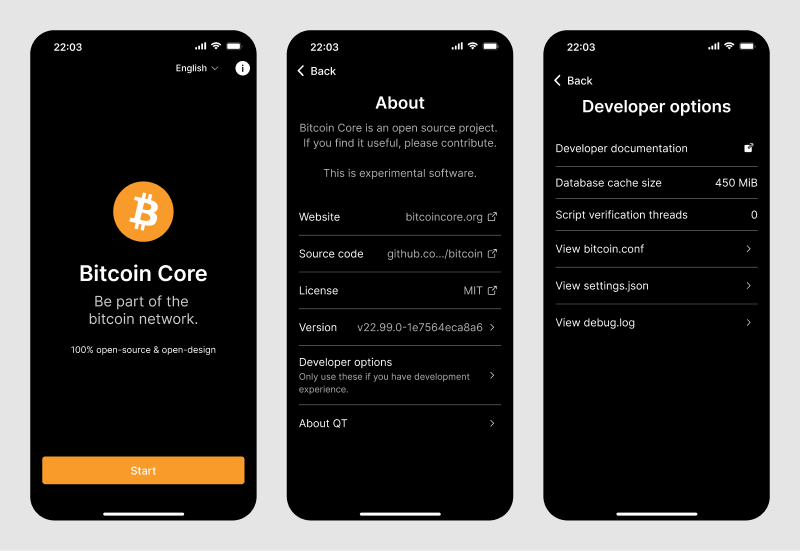 22:03
English
Bitcoin Core
Be part of the
bitcoin network.
100% open-source & open-design
Start
22:03
Back
About
Bitcoin Core is an open source project.
If you find it useful, please contribute.
This is experimental software.
Website bitcoincore.org
Source code github.co.../bitcoin
License MIT
Version v22.99.0-1e7564eca8a6
Developer options
Only use these if you have development
experience.
About QT
22:03
Back
Developer options
Developer documentation
Database cache size 450 MiB
Script verification threads 0
View bitcoin.conf
View settings.json
View debug.log